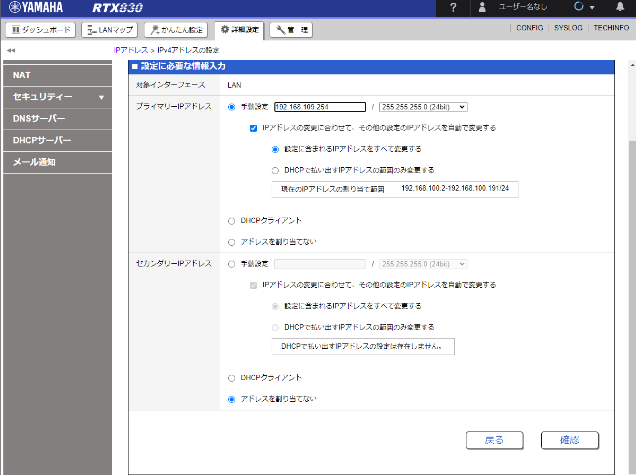 YAMAHA RTX830
? ユーザー名なし
ダッシュボード LANマップ かんたん設定 詳細設定 管 理 CONFIG SYSLOG TECHINFO
IPアドレス > IPv4アドレスの設定
NAT
セキュリティー
DNSサーバー
DHCPサーバー
メール通知
■ 設定に必要な情報入力
対象インターフェース LAN
プライマリーIPアドレス 手動設定 192.168.109.254 / 255.255.255.0 (24bit)
IPアドレスの変更に合わせて、その他の設定のIPアドレスを自動で変更する
設定に含まれるIPアドレスをすべて変更する
DHCPで払い出すIPアドレスの範囲のみ変更する
現在のIPアドレスの割り当て範囲 192.168.100.2-192.168.100.191/24
DHCPクライアント
アドレスを割り当てない
セカンダリーIPアドレス 手動設定 / 255.255.255.0 (24bit)
IPアドレスの変更に合わせて、その他の設定のIPアドレスを自動で変更する
設定に含まれるIPアドレスをすべて変更する
DHCPで払い出すIPアドレスの範囲のみ変更する
DHCPで払い出すIPアドレスの設定は存在しません。
DHCPクライアント
アドレスを割り当てない
戻る 確認